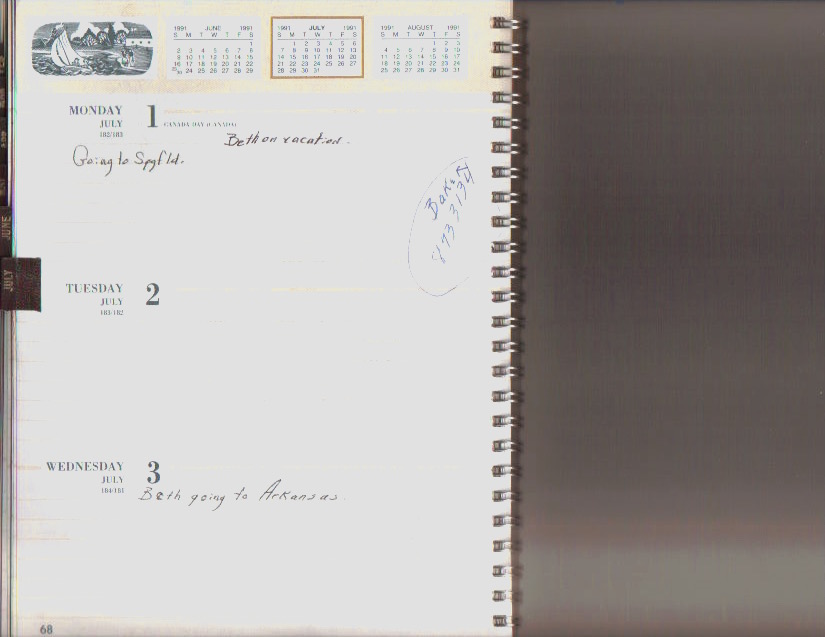 1991 JUNE 1991
S M T W T F S
1
2 3 4 5 6 7 8
9 10 11 12 13 14 15
16 17 18 19 20 21 22
23/30 24 25 26 27 28 29
1991 JULY 1991
S M T W T F S
1 2 3 4 5 6
7 8 9 10 11 12 13
14 15 16 17 18 19 20
21 22 23 24 25 26 27
28 29 30 31
1991 AUGUST 1991
S M T W T F S
1 2 3
4 5 6 7 8 9 10
11 12 13 14 15 16 17
18 19 20 21 22 23 24
25 26 27 28 29 30 31
MONDAY 1
JULY
182/183
CANADA DAY (CANADA)
Beth on vacation.
Going to Spgfld.
873 3134
JUNE
JULY
TUESDAY 2
JULY
183/182
WEDNESDAY 3
JULY
184/181
Beth going to Arkansas.
68